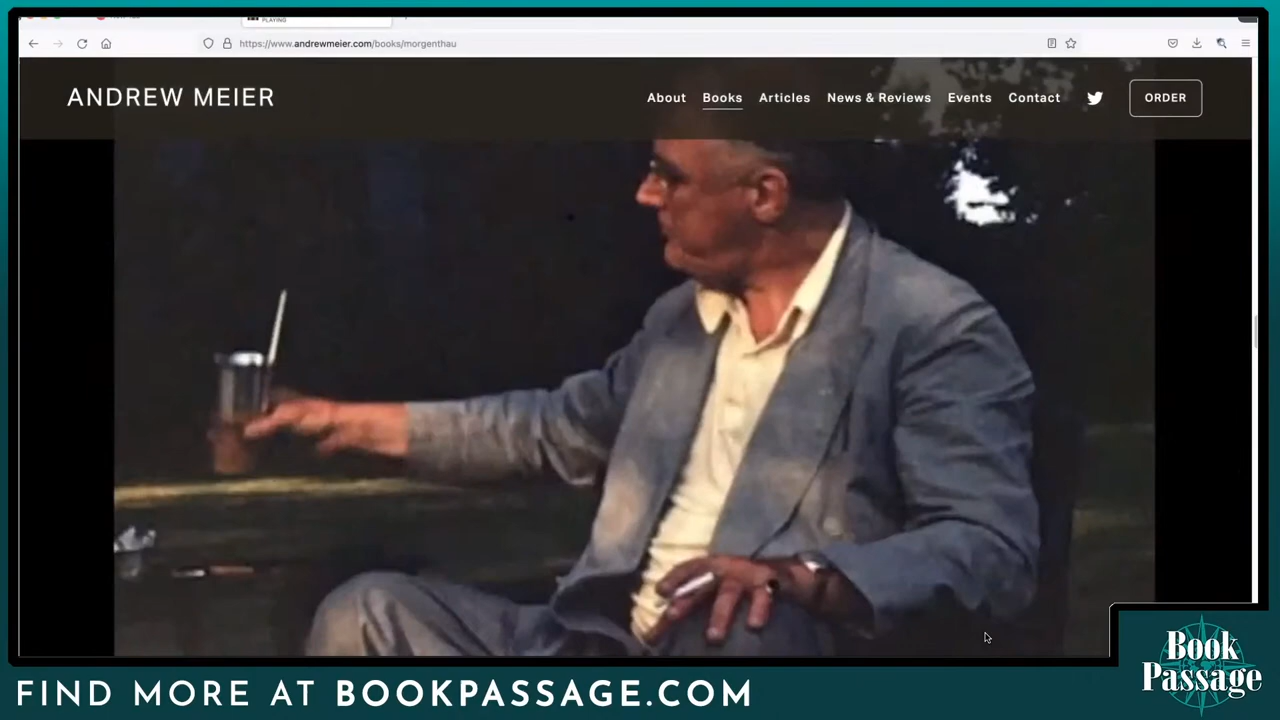 PLAYING
https://www.andrewmeier.com/books/morgenthau
ANDREW MEIER
About Books Articles News & Reviews Events Contact ORDER
Book
Passage
FIND MORE AT BOOKPASSAGE.COM